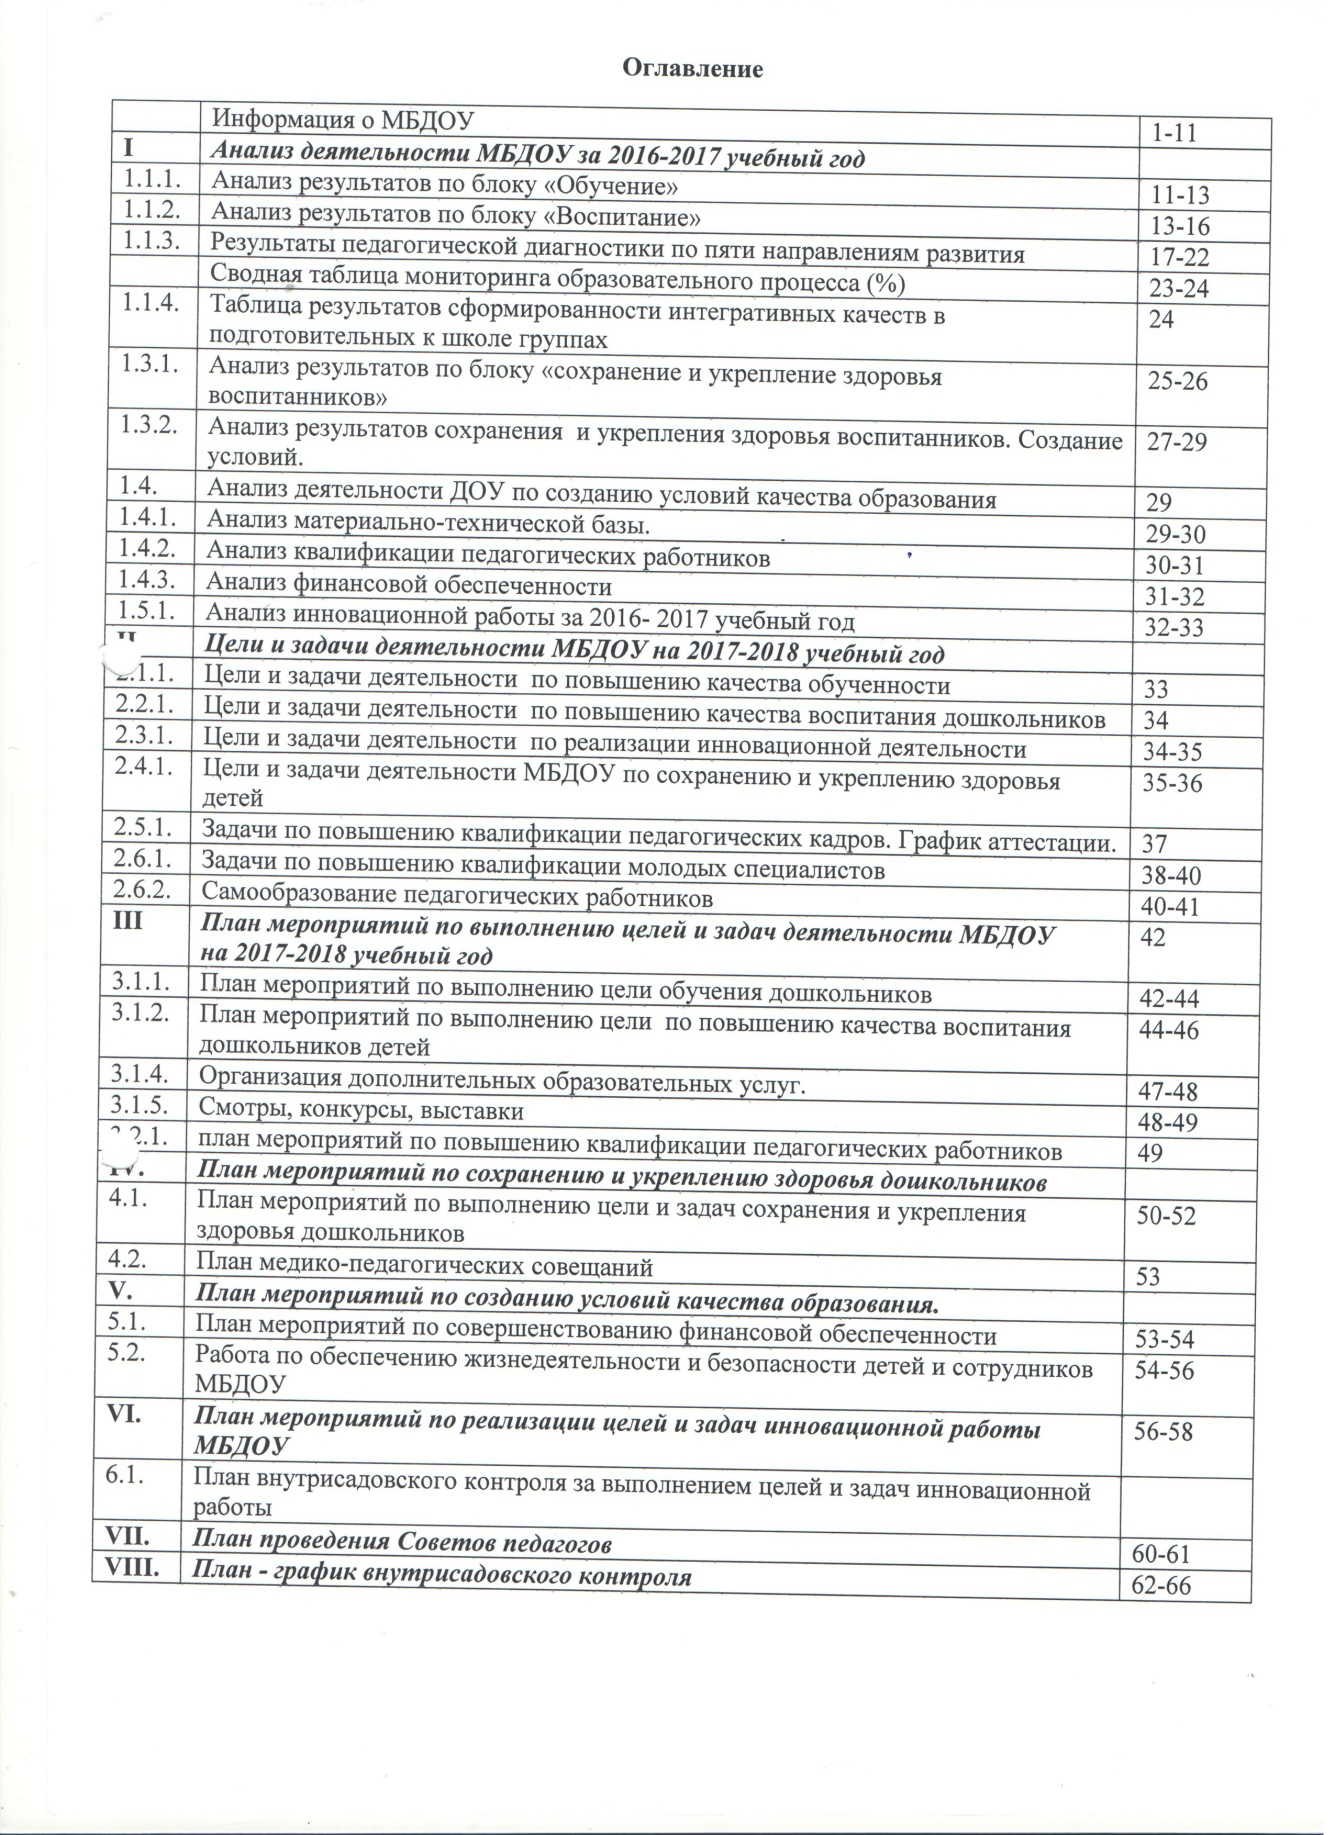 Оглавление
Информация о МБДОУ 1-11
I Анализ деятельности МБДОУ за 2016-2017 учебный год
1.1.1. Анализ результатов по блоку «Обучение» 11-13
1.1.2. Анализ результатов по блоку «Воспитание» 13-16
1.1.3. Результаты педагогической диагностики по пяти направлениям развития 17-22
Сводная таблица мониторинга образовательного процесса (%) 23-24
1.1.4. Таблица результатов сформированности интегративных качеств в 24
подготовительных к школе группах
1.3.1. Анализ результатов по блоку «сохранение и укрепление здоровья 25-26
воспитанников»
1.3.2. Анализ результатов сохранения и укрепления здоровья воспитанников. Создание 27-29
условий.
1.4. Анализ деятельности ДОУ по созданию условий качества образования 29
1.4.1. Анализ материально-технической базы. 29-30
1.4.2. Анализ квалификации педагогических работников 30-31
1.4.3. Анализ финансовой обеспеченности 31-32
1.5.1. Анализ инновационной работы за 2016- 2017 учебный год 32-33
Цели и задачи деятельности МБДОУ на 2017-2018 учебный год
2.1.1. Цели и задачи деятельности по повышению качества обученности 33
2.2.1. Цели и задачи деятельности по повышению качества воспитания дошкольников 34
2.3.1. Цели и задачи деятельности по реализации инновационной деятельности 34-35
2.4.1. Цели и задачи деятельности МБДОУ по сохранению и укреплению здоровья 35-36
детей
2.5.1. Задачи по повышению квалификации педагогических кадров. График аттестации. 37
2.6.1. Задачи по повышению квалификации молодых специалистов 38-40
2.6.2. Самообразование педагогических работников 40-41
III План мероприятий по выполнению целей и задач деятельности МБДОУ 42
на 2017-2018 учебный год
3.1.1. План мероприятий по выполнению цели обучения дошкольников 42-44
3.1.2. План мероприятий по выполнению цели по повышению качества воспитания 44-46
дошкольников детей
3.1.4. Организация дополнительных образовательных услуг. 47-48
3.1.5. Смотры, конкурсы, выставки 48-49
план мероприятий по повышению квалификации педагогических работников 49
IV. План мероприятий по сохранению и укреплению здоровья дошкольников
4.1. План мероприятий по выполнению цели и задач сохранения и укрепления 50-52
здоровья дошкольников
4.2. План медико-педагогических совещаний 53
V. План мероприятий по созданию условий качества образования.
5.1. План мероприятий по совершенствованию финансовой обеспеченности 53-54
5.2. Работа по обеспечению жизнедеятельности и безопасности детей и сотрудников 54-56
МБДОУ
VI. План мероприятий по реализации целей и задач инновационной работы 56-58
МБДОУ
6.1. План внутрисадовского контроля за выполнением целей и задач инновационной
работы
VII. План проведения Советов педагогов 60-61
VIII. План - график внутрисадовского контроля 62-66